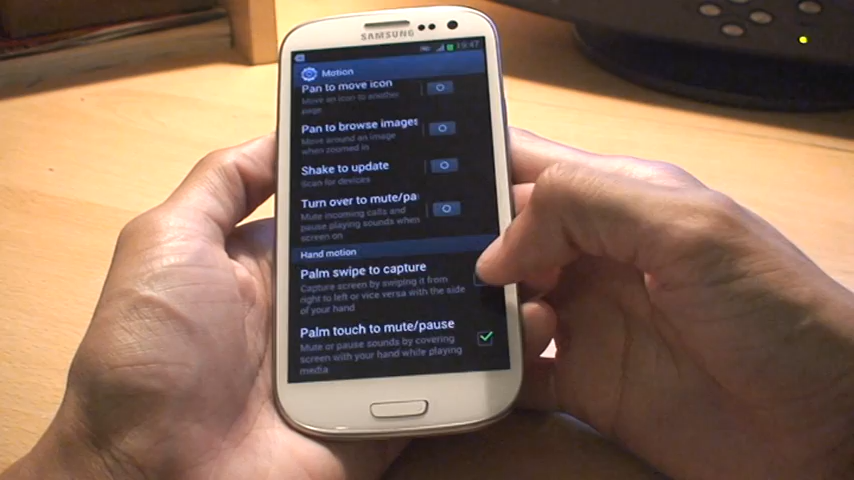 SAMSUNG
19:47
Motion
Pan to move icon
Move an icon to another
page
Pan to browse images
Move around an image
when zoomed in
Shake to update
Scan for devices
Turn over to mute/pa
Mute incoming calls and
pause playing sounds when
screen on
Hand motion
Palm swipe to capture
Capture screen by swiping it from
right to left or vice versa with the side
of your hand
Palm touch to mute/pause
Mute or pause sounds by covering
screen with your hand while playing
media